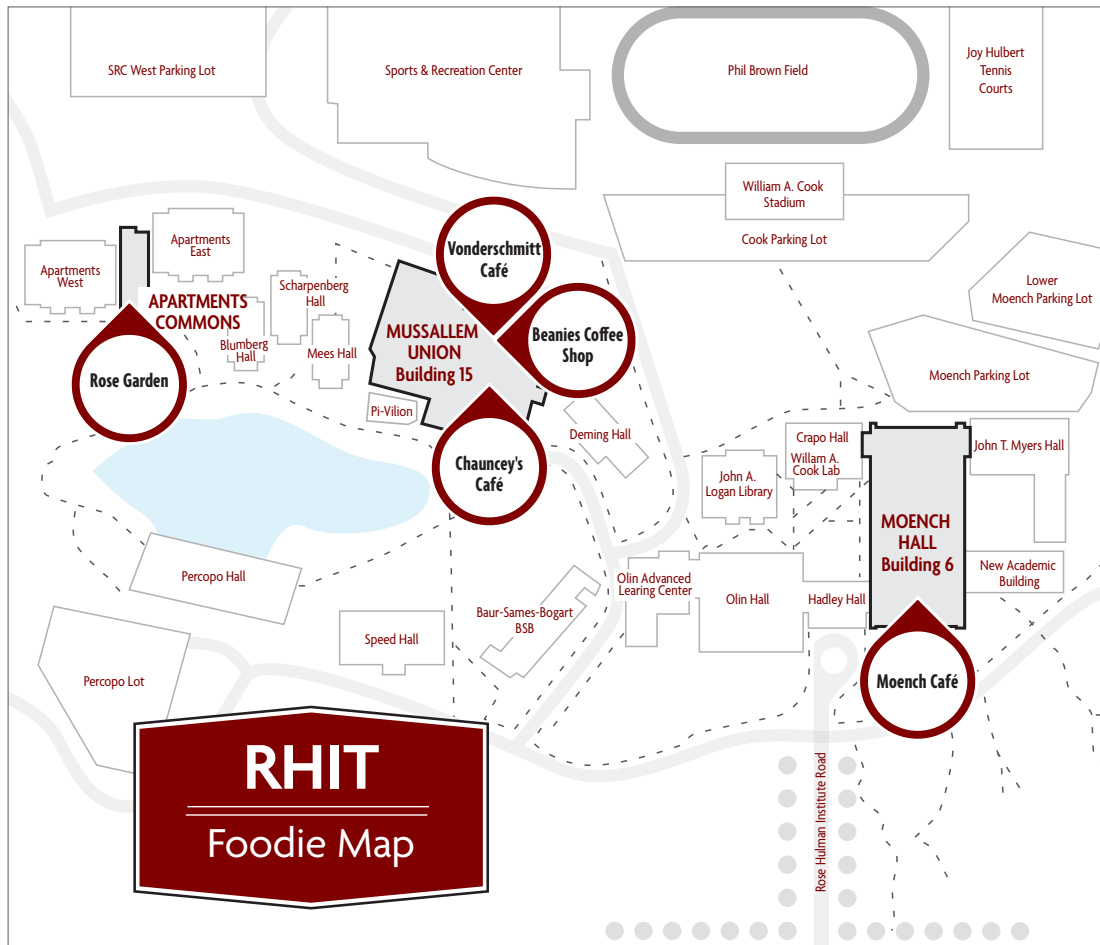 SRC West Parking Lot
Sports & Recreation Center
Phil Brown Field
Joy Hulbert
Tennis
Courts
William A. Cook
Stadium
Cook Parking Lot
Apartments
West
Apartments
East
APARTMENTS
COMMONS
Rose Garden
Scharpenberg
Hall
Blumberg
Hall
Mees Hall
Vonderschmitt
Café
Beanies Coffee
Shop
MUSSALLEM
UNION
Building 15
Pi-Vilion
Chauncey's
Café
Deming Hall
Lower
Moench Parking Lot
Moench Parking Lot
Crapo Hall
Willam A.
Cook Lab
John A.
Logan Library
John T. Myers Hall
MOENCH
HALL
Building 6
New Academic
Building
Percopo Hall
Percopo Lot
Speed Hall
Baur-Sames-Bogart
BSB
Olin Advanced
Learing Center
Olin Hall
Hadley Hall
Moench Café
Rose Hulman Institute Road
RHIT
Foodie Map